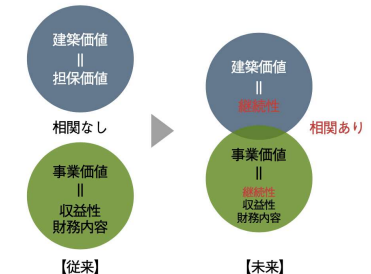 建築価値
||
担保価値
相関なし
事業価値
||
収益性
財務内容
【従来】
建築価値
||
継続性
相関あり
事業価値
||
継続性
収益性
財務内容
【未来】